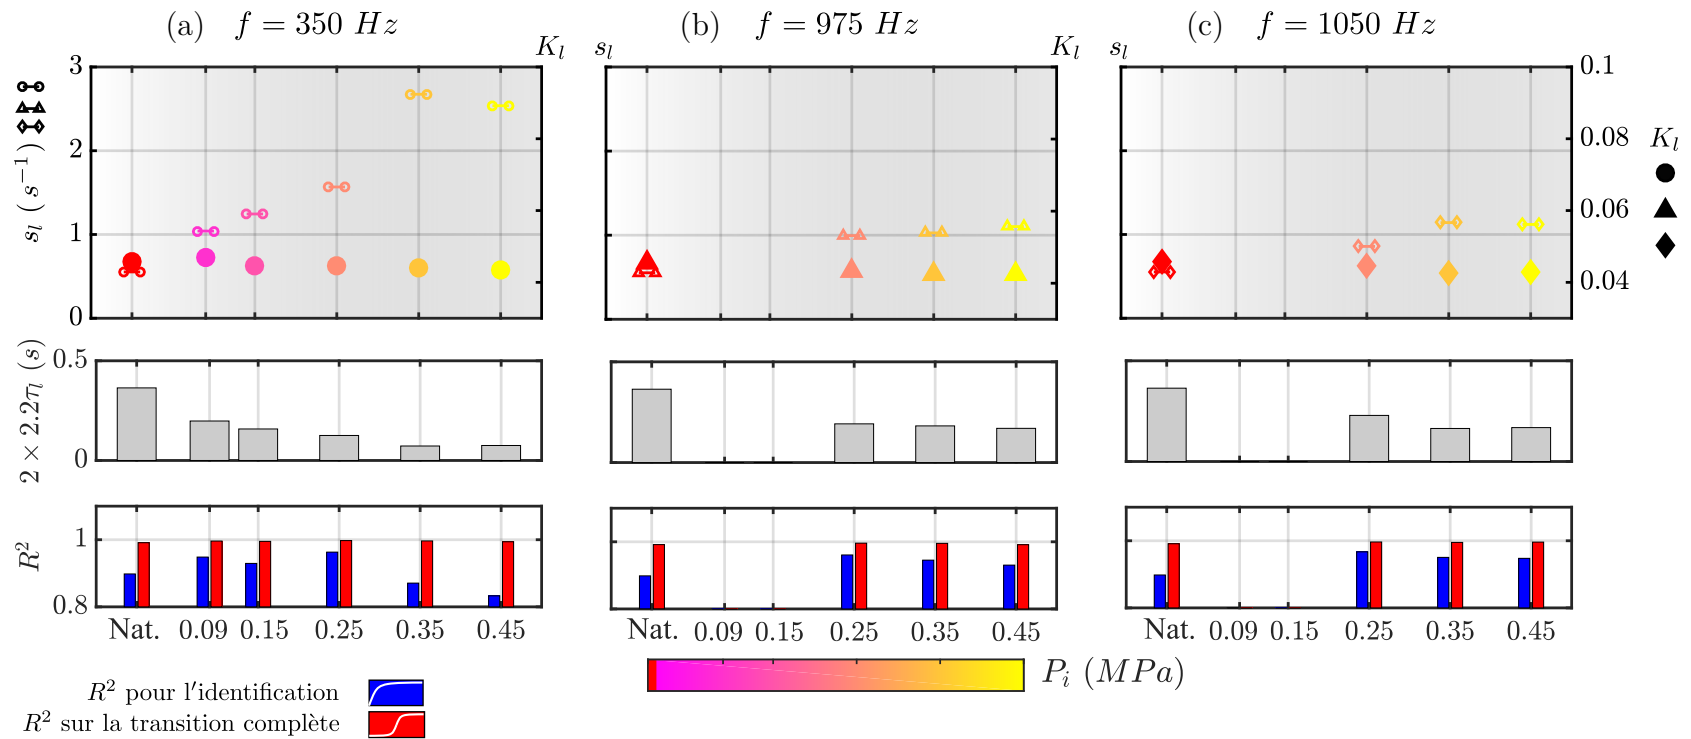 (a) f = 350 Hz
(b) f = 975 Hz
(c) f = 1050 Hz
K_l s_l K_l s_l
s_l (s⁻¹)
3
2
1
0
0.1
0.08
0.06
0.04
K_l
2 × 2.2τ_l (s)
0.5
0
R²
1
0.8
Nat. 0.09 0.15 0.25 0.35 0.45
Nat. 0.09 0.15 0.25 0.35 0.45
Nat. 0.09 0.15 0.25 0.35 0.45
P_i (MPa)
R² pour l'identification
R² sur la transition complète